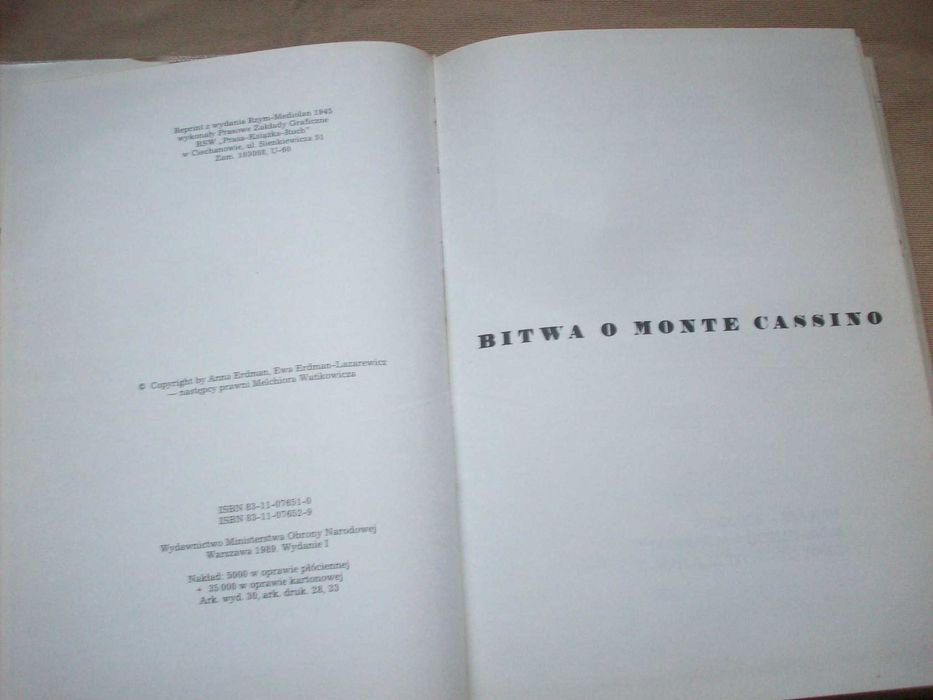 Reprint z wydania Rzym-Mediolan 1945
wykonały Prasowe Zakłady Graficzne
RSW „Prasa-Książka-Ruch"
w Ciechanowie, ul. Sienkiewicza 51
Zam. U-60
© Copyright by Anna Erdman, Ewa Erdman-Lazarewicz
— następcy prawni Melchiora Wańkowicza
ISBN 83-11-07651-0
ISBN 83-11-07652-9
Wydawnictwo Ministerstwa Obrony Narodowej
Warszawa 1989. Wydanie I
Nakład: 5000 w oprawie płóciennej
+ 35 000 w oprawie kartonowej
Ark. wyd. 30, ark. druk. 28, 23
BITWA O MONTE CASSINO